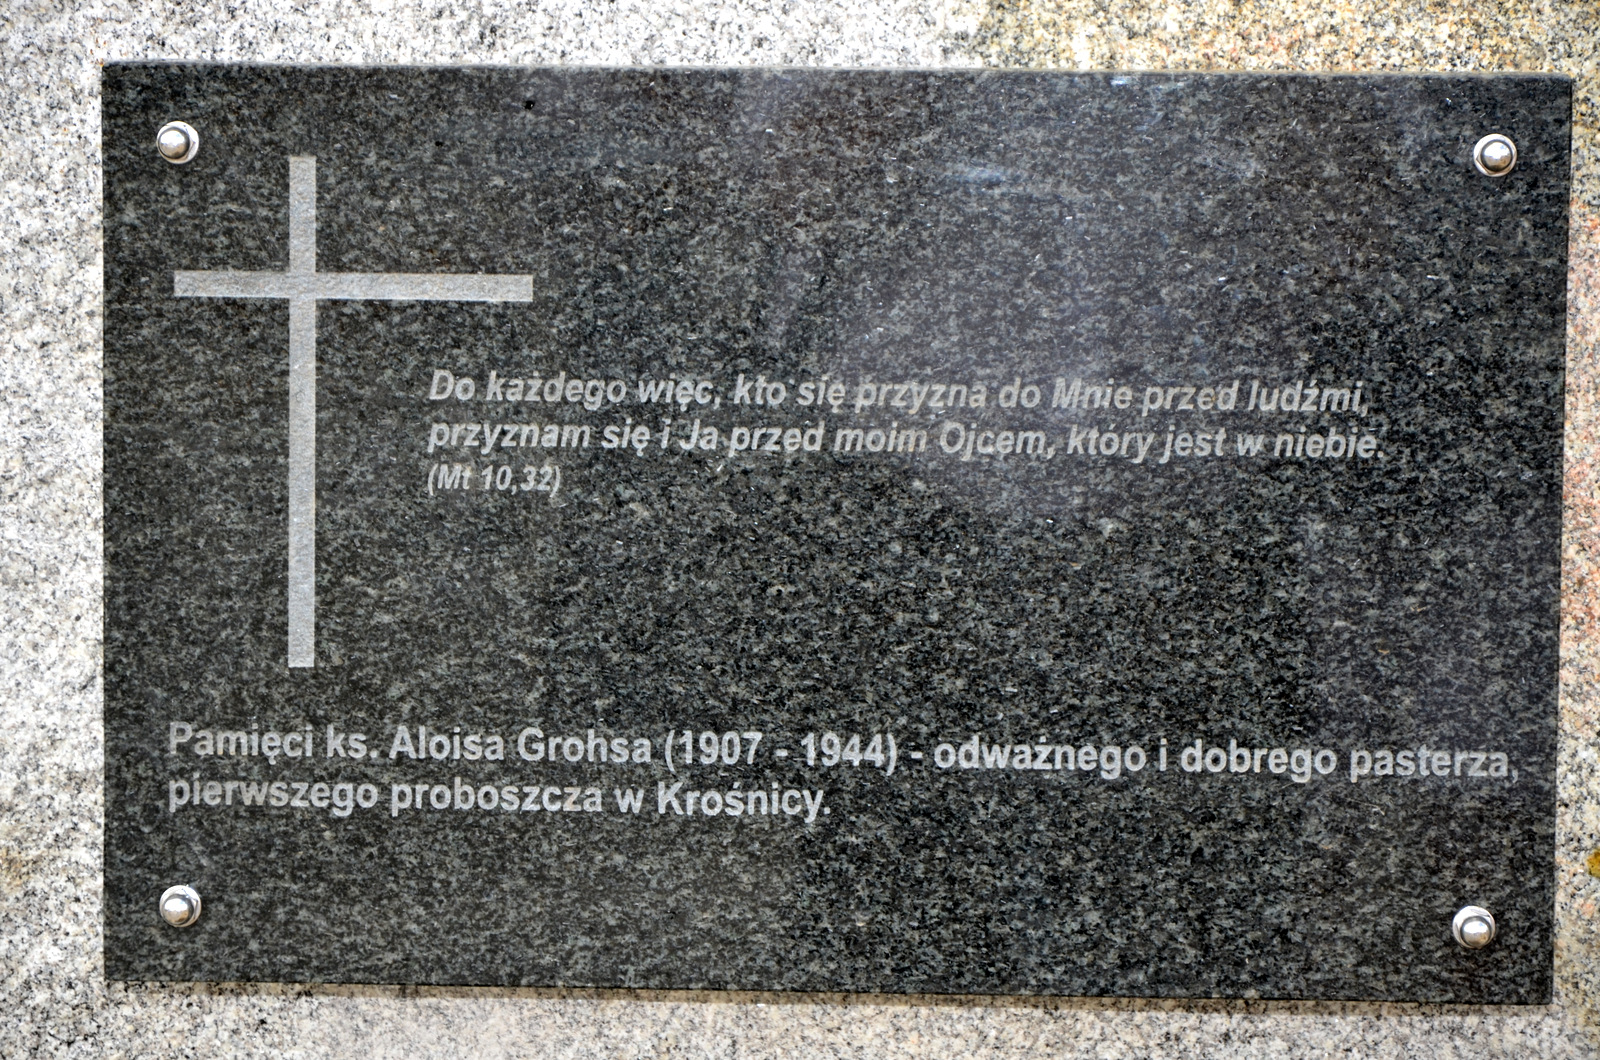 Do każdego więc, kto się przyzna do Mnie przed ludźmi,
przyznam się i Ja przed moim Ojcem, który jest w niebie.
(Mt 10,32)
Pamięci ks. Aloisa Grohsa (1907 - 1944) - odważnego i dobrego pasterza,
pierwszego proboszcza w Krośnicy.